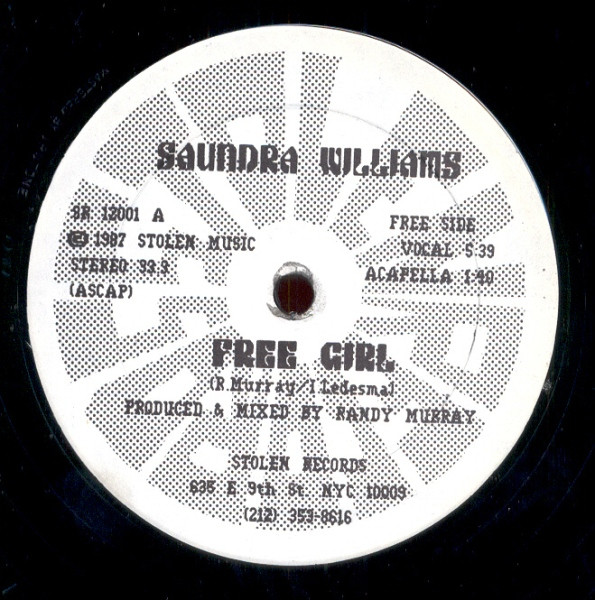 SAUNDRA WILLIAMS
SR 12001 A
© 1987 STOLEN MUSIC
STEREO 33.3
(ASCAP)
FREE SIDE
VOCAL 5:39
ACAPELLA 1:40
FREE GIRL
(R.Murray/I Ledesma)
PRODUCED & MIXED BY RANDY MURRAY
STOLEN RECORDS
635 E 9th St. NYC 10009
(212) 353-8616